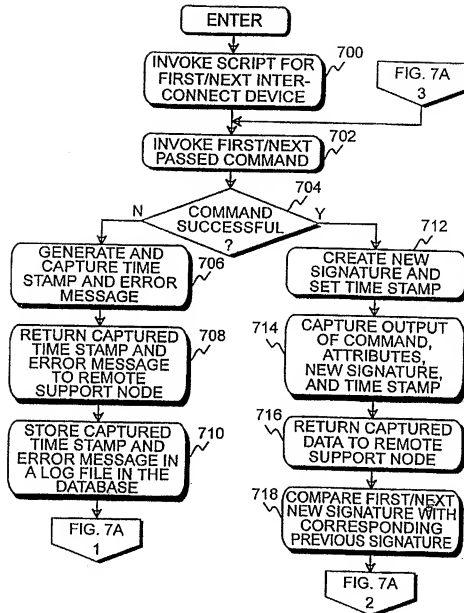 ENTER
INVOKE SCRIPT FOR
FIRST/NEXT INTER-
CONNECT DEVICE
700
FIG. 7A
3
INVOKE FIRST/NEXT
PASSED COMMAND
702
704
N
COMMAND
SUCCESSFUL
?
Y
GENERATE AND
CAPTURE TIME
STAMP AND ERROR
MESSAGE
706
RETURN CAPTURED
TIME STAMP AND
ERROR MESSAGE
TO REMOTE
SUPPORT NODE
708
STORE CAPTURED
TIME STAMP AND
ERROR MESSAGE IN
A LOG FILE IN THE
DATABASE
710
FIG. 7A
1
712
CREATE NEW
SIGNATURE AND
SET TIME STAMP
714
CAPTURE OUTPUT
OF COMMAND,
ATTRIBUTES,
NEW SIGNATURE,
AND TIME STAMP
716
RETURN CAPTURED
DATA TO REMOTE
SUPPORT NODE
718
COMPARE FIRST/NEXT
NEW SIGNATURE WITH
CORRESPONDING
PREVIOUS SIGNATURE
FIG. 7A
2